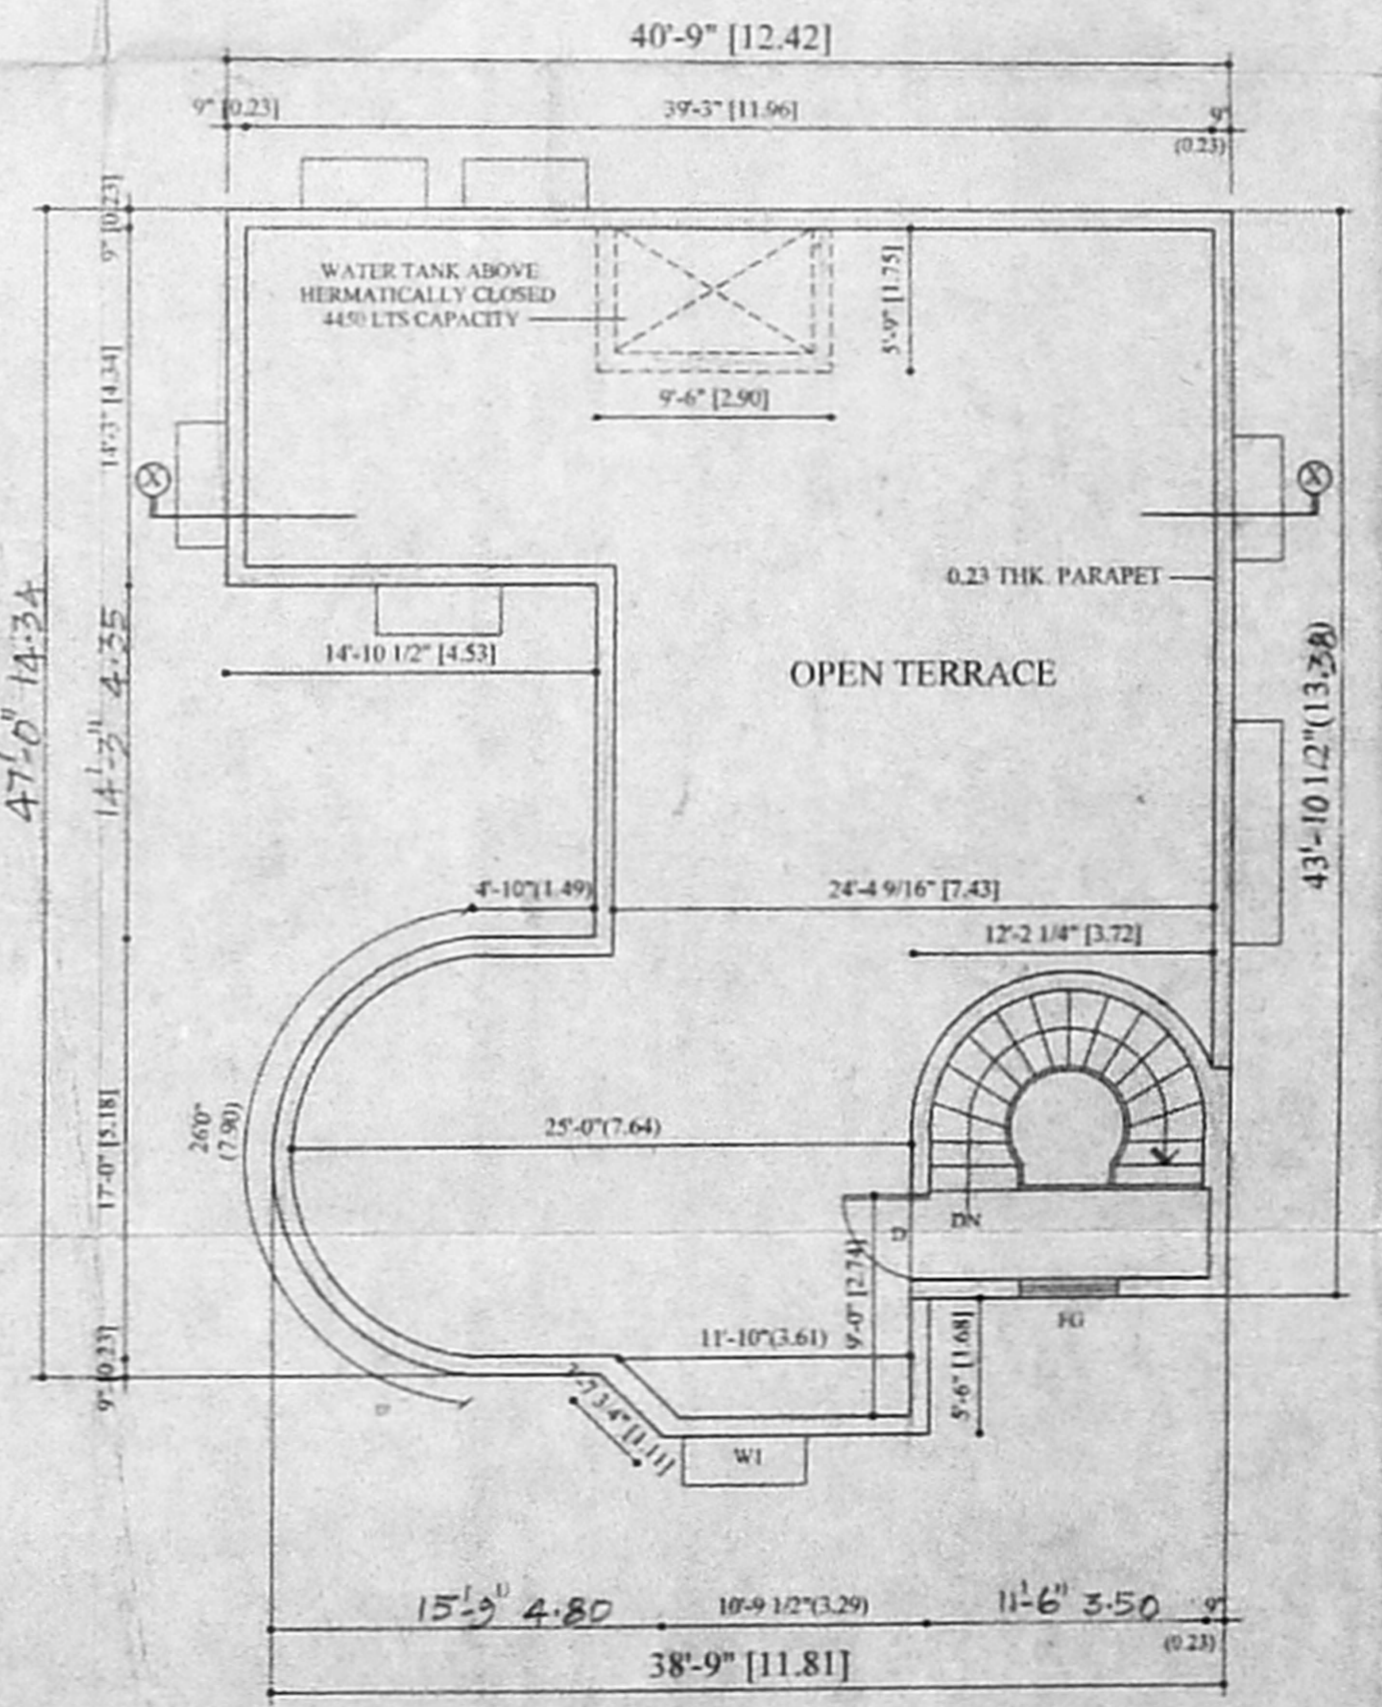 40'-9" [12.42]
9" [0.23]
39'-3" [11.96]
9"
(0.23)
9" [0.23]
WATER TANK ABOVE
HERMATICALLY CLOSED
4450 LTS CAPACITY
5'-9" [1.75]
9'-6" [2.90]
14'-3" [4.34]
X
X
0.23 THK. PARAPET
47'-0" 14.34
14'-3" 4.35
14'-10 1/2" [4.53]
OPEN TERRACE
43'-10 1/2"(13.38)
4'-10"(1.49)
24'-4 9/16" [7.43]
12'-2 1/4" [3.72]
26'0"
(7.90)
17'-0" [5.18]
25'-0"(7.64)
DN
D
9'-0" [2.74]
FG
11'-10"(3.61)
5'-6" [1.68]
9" [0.23]
3'-7 3/4" [1.11]
W1
15'-9" 4.80
10'-9 1/2"(3.29)
11'-6" 3.50
9"
(0.23)
38'-9" [11.81]